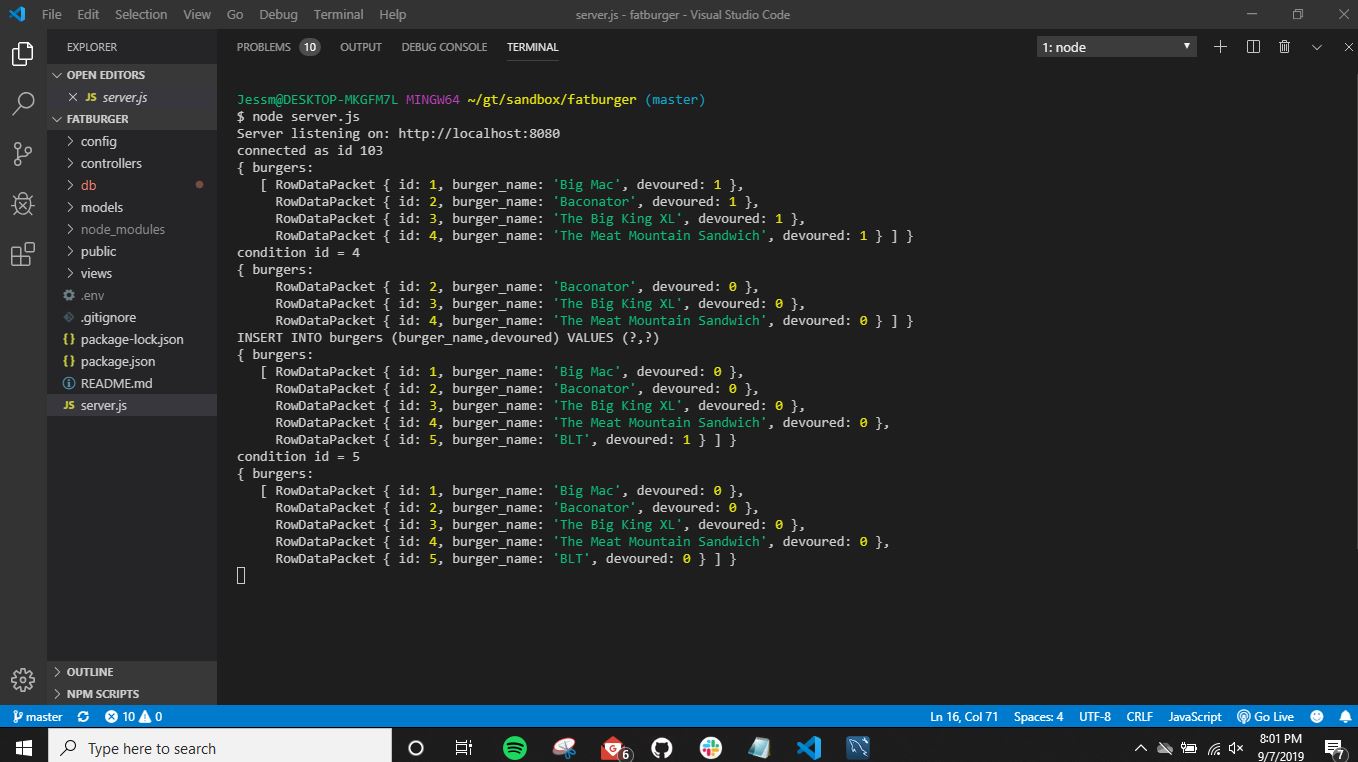 File Edit Selection View Go Debug Terminal Help
server.js - fatburger - Visual Studio Code
EXPLORER
OPEN EDITORS
JS server.js
FATBURGER
config
controllers
db
models
node_modules
public
views
.env
.gitignore
{} package-lock.json
{} package.json
README.md
JS server.js
OUTLINE
NPM SCRIPTS
PROBLEMS 10 OUTPUT DEBUG CONSOLE TERMINAL
1: node
Jessm@DESKTOP-MKGFM7L MINGW64 ~/gt/sandbox/fatburger (master)
$ node server.js
Server listening on: http://localhost:8080
connected as id 103
{ burgers:
[ RowDataPacket { id: 1, burger_name: 'Big Mac', devoured: 1 },
RowDataPacket { id: 2, burger_name: 'Baconator', devoured: 1 },
RowDataPacket { id: 3, burger_name: 'The Big King XL', devoured: 1 },
RowDataPacket { id: 4, burger_name: 'The Meat Mountain Sandwich', devoured: 1 } ] }
condition id = 4
{ burgers:
RowDataPacket { id: 2, burger_name: 'Baconator', devoured: 0 },
RowDataPacket { id: 3, burger_name: 'The Big King XL', devoured: 0 },
RowDataPacket { id: 4, burger_name: 'The Meat Mountain Sandwich', devoured: 0 } ] }
INSERT INTO burgers (burger_name,devoured) VALUES (?,?)
{ burgers:
[ RowDataPacket { id: 1, burger_name: 'Big Mac', devoured: 0 },
RowDataPacket { id: 2, burger_name: 'Baconator', devoured: 0 },
RowDataPacket { id: 3, burger_name: 'The Big King XL', devoured: 0 },
RowDataPacket { id: 4, burger_name: 'The Meat Mountain Sandwich', devoured: 0 },
RowDataPacket { id: 5, burger_name: 'BLT', devoured: 1 } ] }
condition id = 5
{ burgers:
[ RowDataPacket { id: 1, burger_name: 'Big Mac', devoured: 0 },
RowDataPacket { id: 2, burger_name: 'Baconator', devoured: 0 },
RowDataPacket { id: 3, burger_name: 'The Big King XL', devoured: 0 },
RowDataPacket { id: 4, burger_name: 'The Meat Mountain Sandwich', devoured: 0 },
RowDataPacket { id: 5, burger_name: 'BLT', devoured: 0 } ] }
master 10 0
Ln 16, Col 71 Spaces: 4 UTF-8 CRLF JavaScript Go Live
Type here to search
G 6
8:01 PM
9/7/2019
7